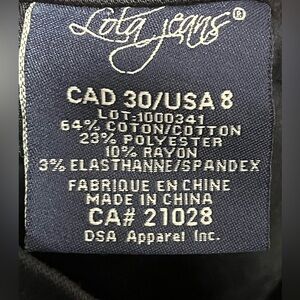 Lola jeans®
CAD 30/USA 8
LOT:1000341
64% COTON/COTTON
23% POLYESTER
10% RAYON
3% ELASTHANNE/SPANDEX
FABRIQUE EN CHINE
MADE IN CHINA
CA# 21028
DSA Apparel Inc.